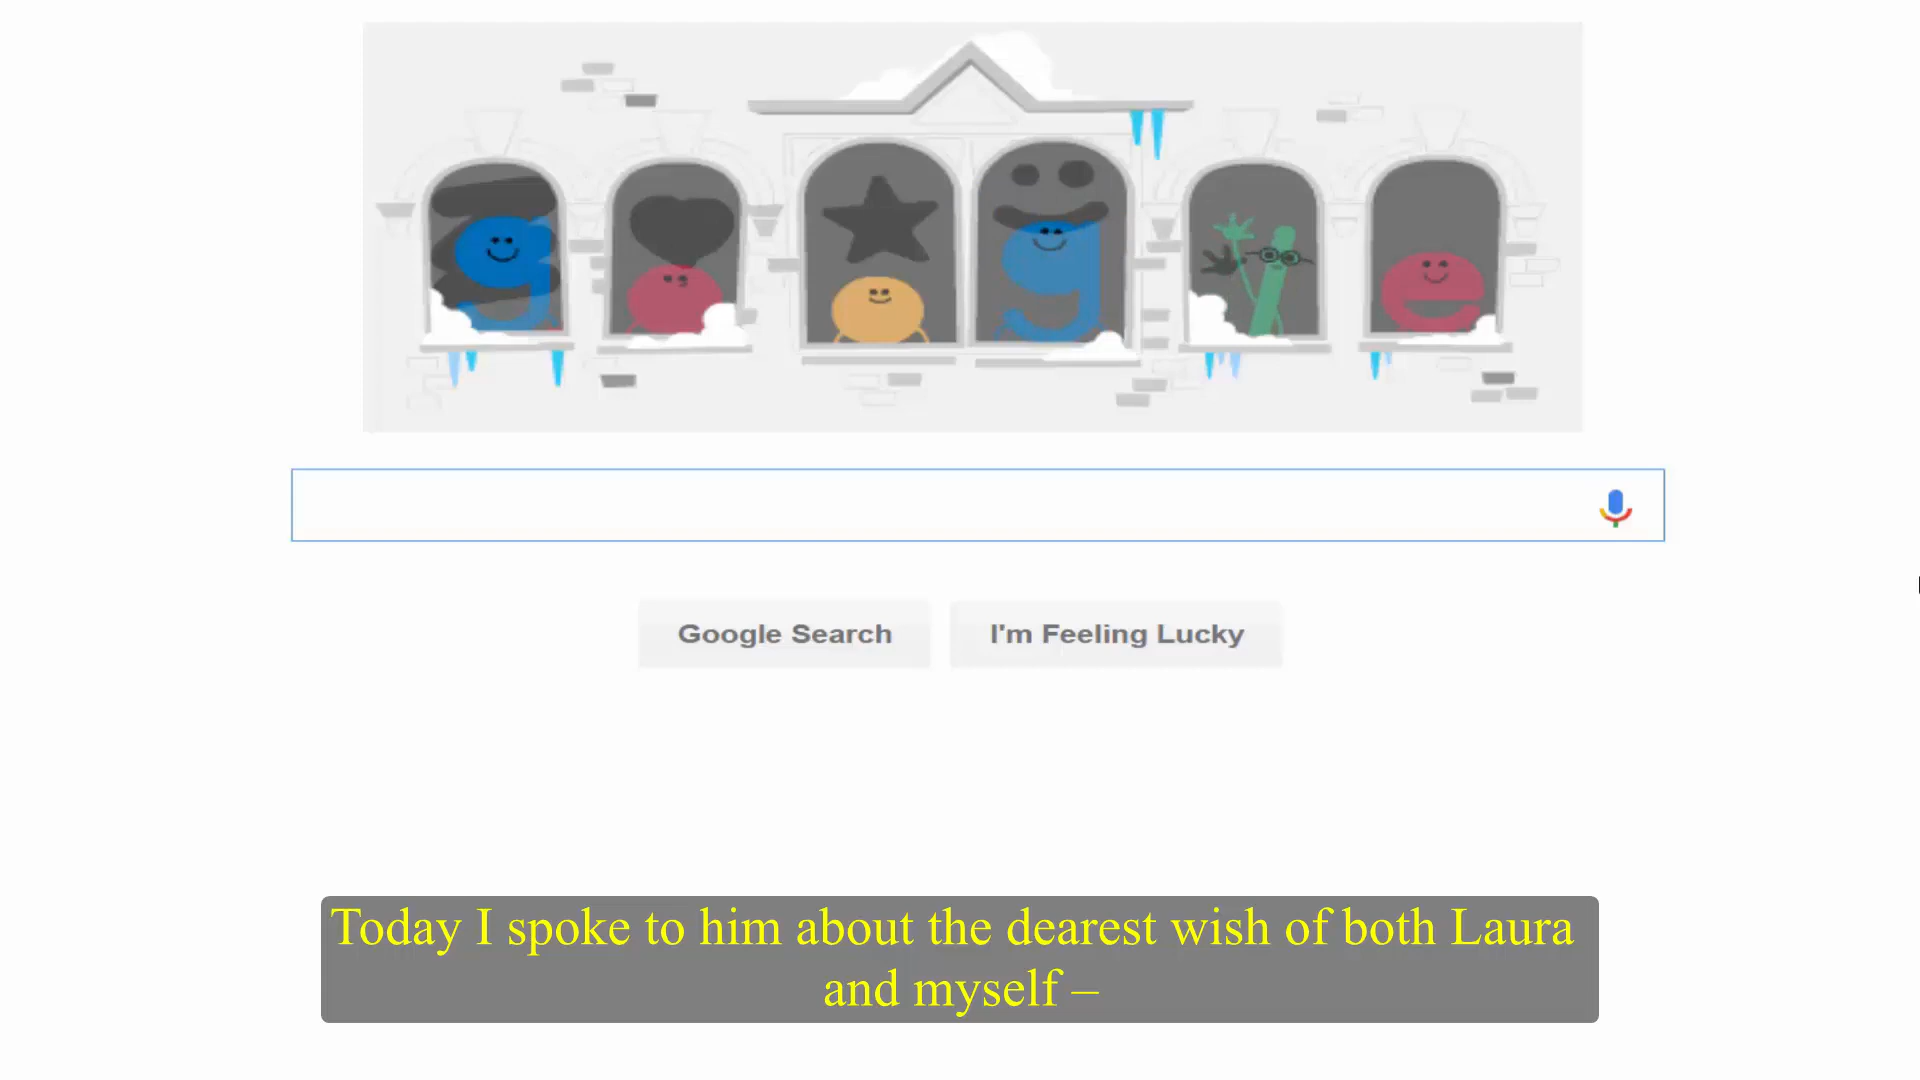 Google Search
I'm Feeling Lucky
Today I spoke to him about the dearest wish of both Laura
and myself –